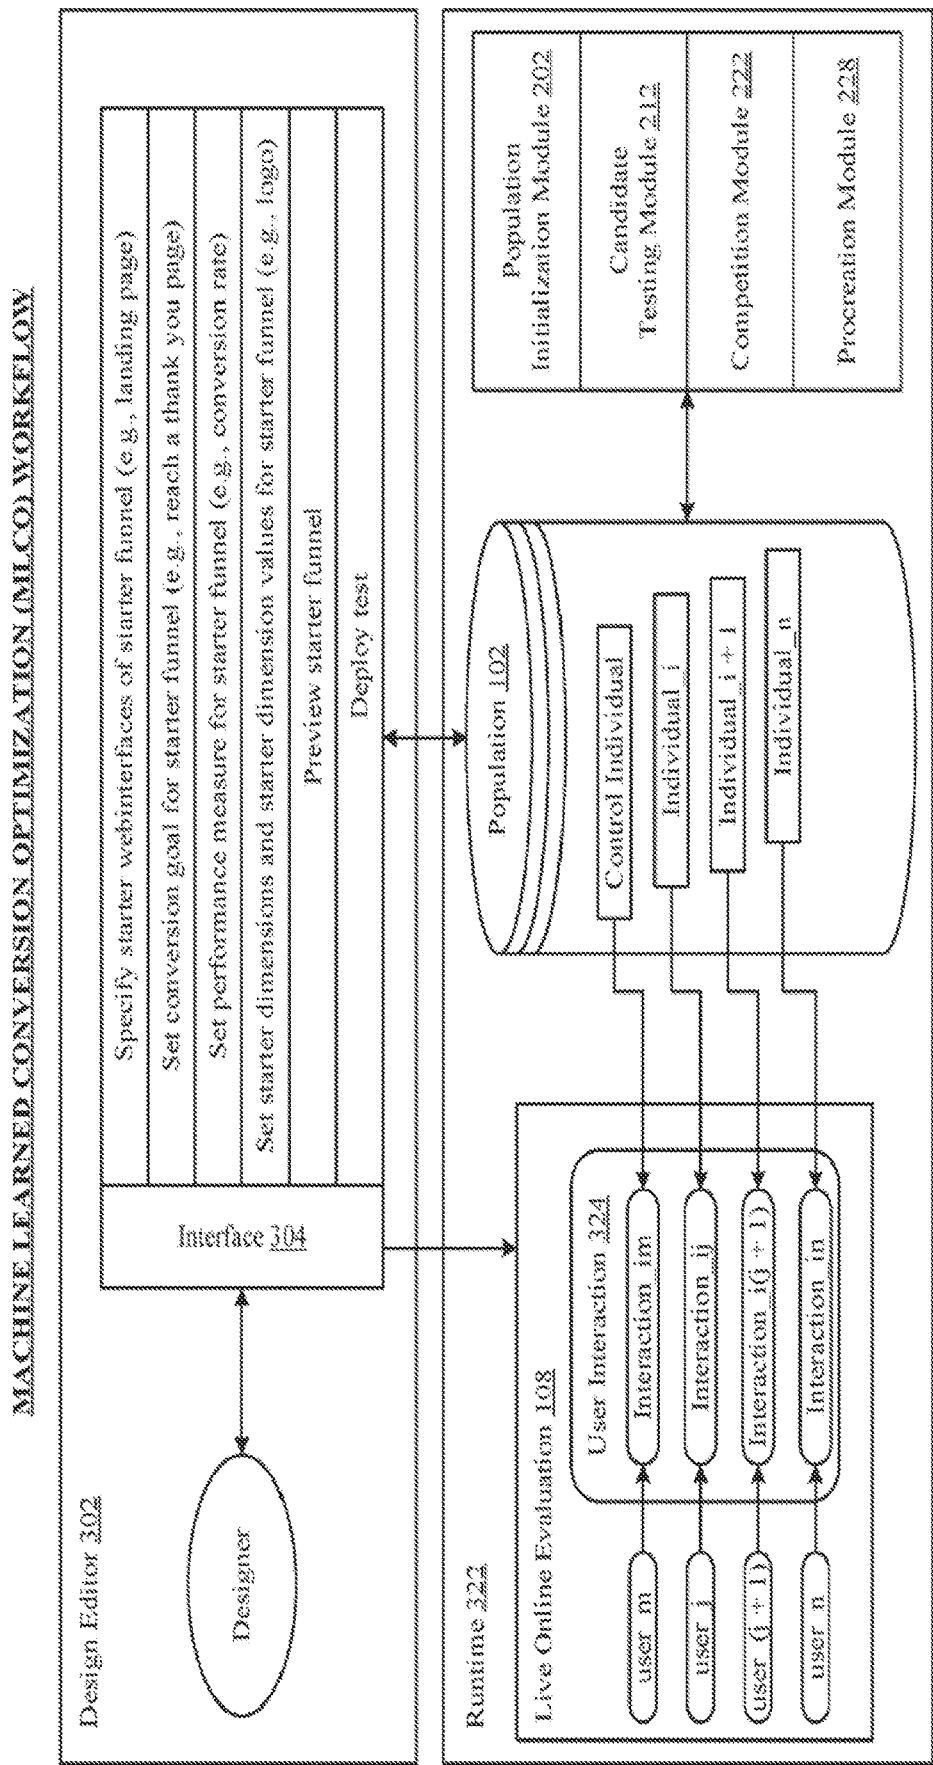 MACHINE LEARNED CONVERSION OPTIMIZATION (MLCO) WORKFLOW
Design Editor 302
Designer
Interface 304
Specify starter webinterfaces of starter funnel (e.g., landing page)
Set conversion goal for starter funnel (e.g., reach a thank you page)
Set performance measure for starter funnel (e.g., conversion rate)
Set starter dimensions and starter dimension values for starter funnel (e.g., logo)
Preview starter funnel
Deploy test
Runtime 322
Live Online Evaluation 108
User Interaction 324
user_m
Interaction_im
user_j
Interaction_ij
user_(j + 1)
Interaction_i(j + 1)
user_n
Interaction_in
Population 102
Control Individual
Individual_i
Individual_i + 1
Individual_n
Population
Initialization Module 202
Candidate
Testing Module 212
Competition Module 222
Procreation Module 228